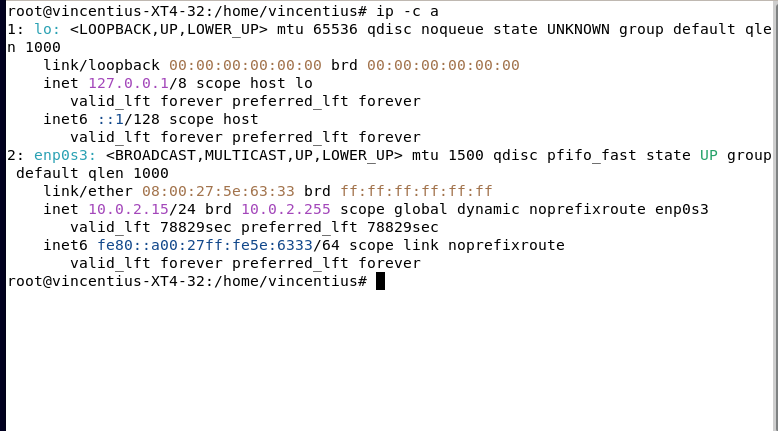 root@vincentius-XT4-32:/home/vincentius# ip -c a
1: lo: <LOOPBACK,UP,LOWER_UP> mtu 65536 qdisc noqueue state UNKNOWN group default qle
n 1000
    link/loopback 00:00:00:00:00:00 brd 00:00:00:00:00:00
    inet 127.0.0.1/8 scope host lo
       valid_lft forever preferred_lft forever
    inet6 ::1/128 scope host
       valid_lft forever preferred_lft forever
2: enp0s3: <BROADCAST,MULTICAST,UP,LOWER_UP> mtu 1500 qdisc pfifo_fast state UP group
 default qlen 1000
    link/ether 08:00:27:5e:63:33 brd ff:ff:ff:ff:ff:ff
    inet 10.0.2.15/24 brd 10.0.2.255 scope global dynamic noprefixroute enp0s3
       valid_lft 78829sec preferred_lft 78829sec
    inet6 fe80::a00:27ff:fe5e:6333/64 scope link noprefixroute
       valid_lft forever preferred_lft forever
root@vincentius-XT4-32:/home/vincentius#